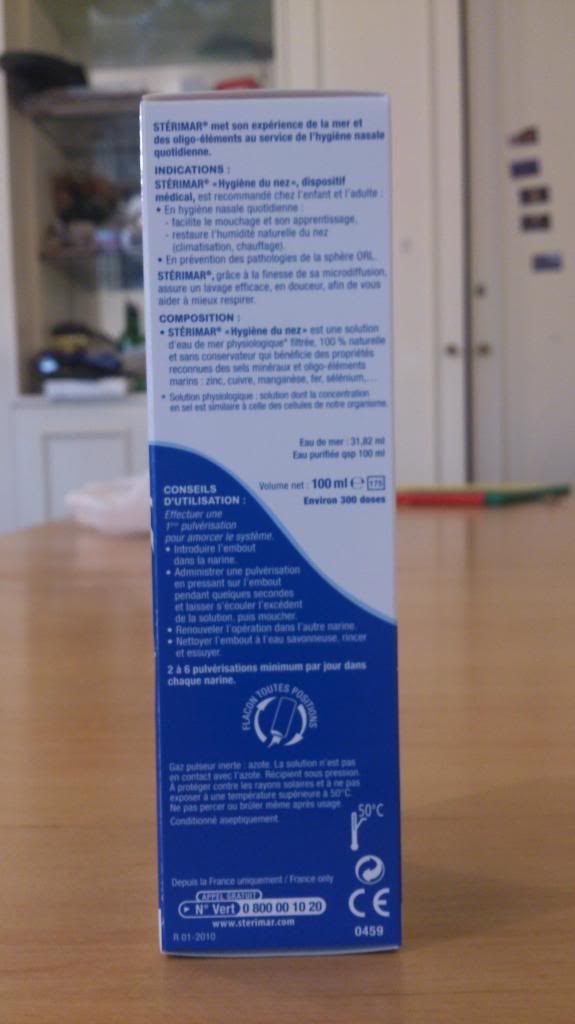 STÉRIMAR® met son expérience de la mer et
des oligo-éléments au service de l'hygiène nasale
quotidienne.
INDICATIONS :
STÉRIMAR® «Hygiène du nez», dispositif
médical, est recommandé chez l'enfant et l'adulte :
• En hygiène nasale quotidienne :
- facilite le mouchage et son apprentissage,
- restaure l'humidité naturelle du nez
(climatisation, chauffage).
• En prévention des pathologies de la sphère ORL.
STÉRIMAR®, grâce à la finesse de sa microdiffusion,
assure un lavage efficace, en douceur, afin de vous
aider à mieux respirer.
COMPOSITION :
• STÉRIMAR® «Hygiène du nez» est une solution
d'eau de mer physiologique* filtrée, 100 % naturelle
et sans conservateur qui bénéficie des propriétés
reconnues des sels minéraux et oligo-éléments
marins : zinc, cuivre, manganèse, fer, sélénium,...
* Solution physiologique : solution dont la concentration
en sel est similaire à celle des cellules de notre organisme.
Eau de mer : 31,82 ml
Eau purifiée qsp 100 ml
Volume net : 100 ml e 175
Environ 300 doses
CONSEILS
D'UTILISATION :
Effectuer une
1ère pulvérisation
pour amorcer le système.
• Introduire l'embout
dans la narine.
• Administrer une pulvérisation
en pressant sur l'embout
pendant quelques secondes
et laisser s'écouler l'excédent
de la solution, puis moucher.
• Renouveler l'opération dans l'autre narine.
• Nettoyer l'embout à l'eau savonneuse, rincer
et essuyer.
2 à 6 pulvérisations minimum par jour dans
chaque narine.
FLACON TOUTES POSITIONS
Gaz pulseur inerte : azote. La solution n'est pas
en contact avec l'azote. Récipient sous pression.
À protéger contre les rayons solaires et à ne pas
exposer à une température supérieure à 50°C.
Ne pas percer ou brûler même après usage.
Conditionné aseptiquement.
50°C
Depuis la France uniquement / France only
APPEL GRATUIT
N° Vert 0 800 00 10 20
www.sterimar.com
CE
0459
R 01-2010